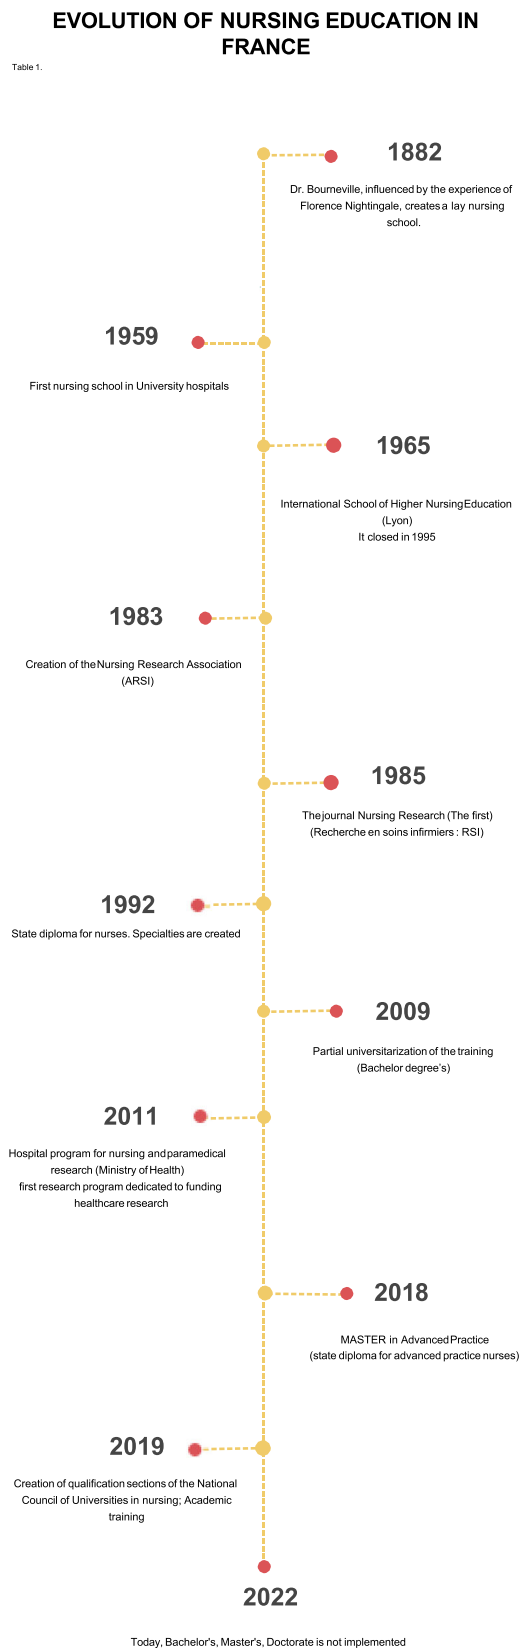 EVOLUTION OF NURSING EDUCATION IN
FRANCE
Table 1.
1882
Dr. Bourneville, influenced by the experience of
Florence Nightingale, creates a lay nursing
school.
1959
First nursing school in University hospitals
1965
International School of Higher Nursing Education
(Lyon)
It closed in 1995
1983
Creation of the Nursing Research Association
(ARSI)
1985
The journal Nursing Research (The first)
(Recherche en soins infirmiers : RSI)
1992
State diploma for nurses. Specialties are created
2009
Partial universitarization of the training
(Bachelor degree's)
2011
Hospital program for nursing and paramedical
research (Ministry of Health)
first research program dedicated to funding
healthcare research
2018
MASTER in Advanced Practice
(state diploma for advanced practice nurses)
2019
Creation of qualification sections of the National
Council of Universities in nursing; Academic
training
2022
Today, Bachelor's, Master's, Doctorate is not implemented